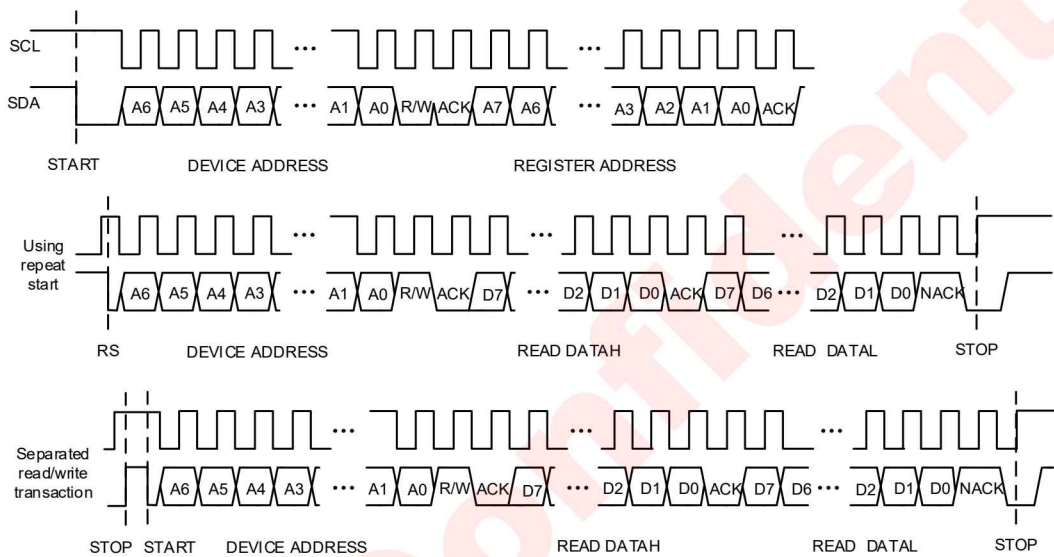 SCL
SDA A6 A5 A4 A3 ... A1 A0 R/W ACK A7 A6 ... A3 A2 A1 A0 ACK
START DEVICE ADDRESS REGISTER ADDRESS
Using
repeat
start
A6 A5 A4 A3 ... A1 A0 R/W ACK D7 ... D2 D1 D0 ACK D7 D6 ... D2 D1 D0 NACK
RS DEVICE ADDRESS READ DATAH READ DATAL STOP
Separated
read/write
transaction
A6 A5 A4 A3 ... A1 A0 R/W ACK D7 ... D2 D1 D0 ACK D7 D6 ... D2 D1 D0 NACK
STOP START DEVICE ADDRESS READ DATAH READ DATAL STOP
onfident